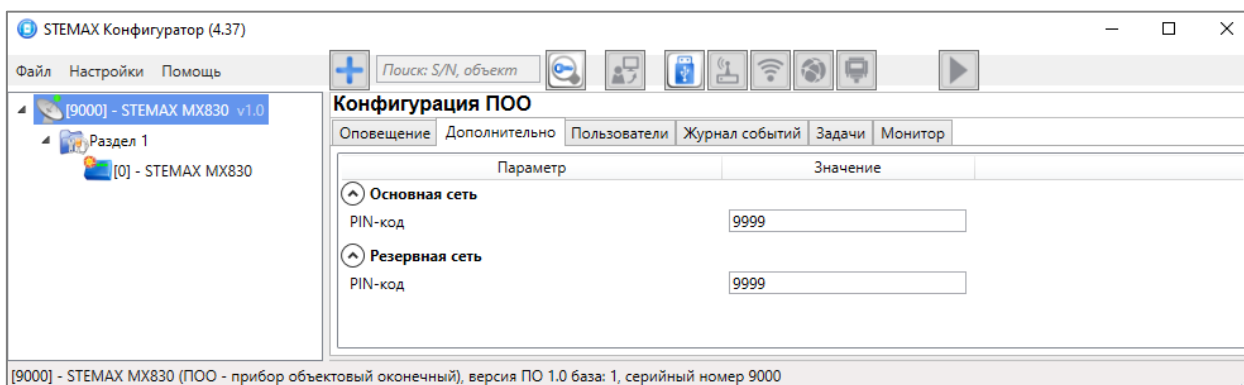 STEMAX Конфигуратор (4.37)
Файл Настройки Помощь
Поиск: S/N, объект
[9000] - STEMAX MX830 v1.0
Раздел 1
[0] - STEMAX MX830
Конфигурация ПОО
Оповещение Дополнительно Пользователи Журнал событий Задачи Монитор
Параметр Значение
Основная сеть
PIN-код 9999
Резервная сеть
PIN-код 9999
[9000] - STEMAX MX830 (ПОО - прибор объектовый оконечный), версия ПО 1.0 база: 1, серийный номер 9000